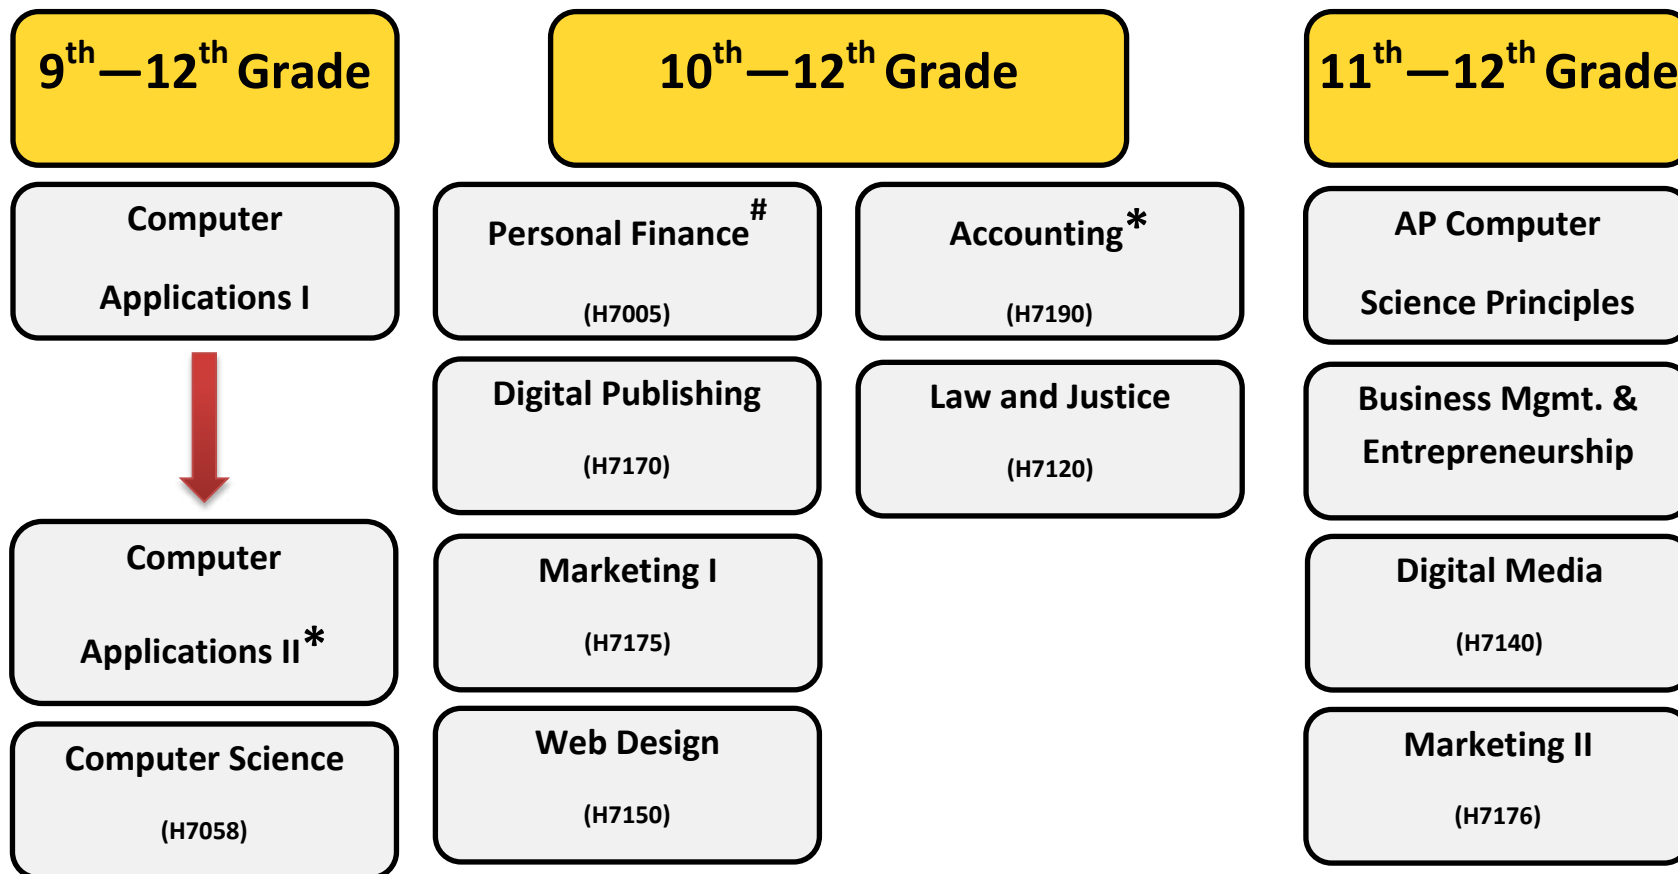 9th—12th Grade
10th—12th Grade
11th—12th Grade
Computer
Applications I
Computer
Applications II*
Computer Science
(H7058)
Personal Finance#
(H7005)
Digital Publishing
(H7170)
Marketing I
(H7175)
Web Design
(H7150)
Accounting*
(H7190)
Law and Justice
(H7120)
AP Computer
Science Principles
Business Mgmt. &
Entrepreneurship
Digital Media
(H7140)
Marketing II
(H7176)